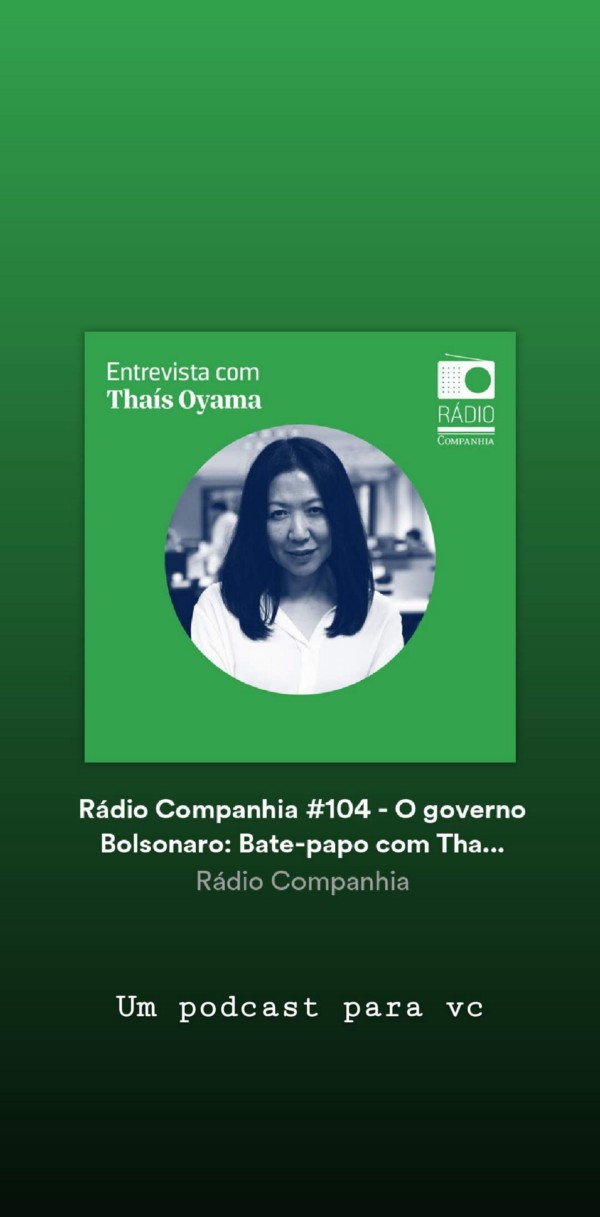 Entrevista com
Thaís Oyama
RÁDIO
COMPANHIA
Rádio Companhia #104 - O governo
Bolsonaro: Bate-papo com Tha...
Rádio Companhia
Um podcast para vc